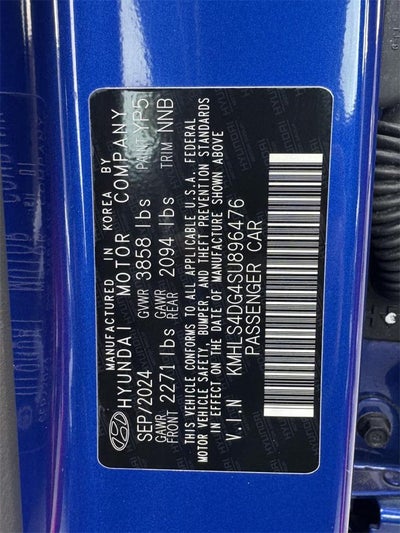 MANUFACTURED IN KOREA BY
HYUNDAI MOTOR COMPANY
SEP/2024 GVWR 3858 lbs PAINT YP5
GAWR FRONT 2271 lbs GAWR REAR 2094 lbs TRIM NNB
THIS VEHICLE CONFORMS TO ALL APPLICABLE U.S.A. FEDERAL
MOTOR VEHICLE SAFETY, BUMPER, AND THEFT PREVENTION STANDARDS
IN EFFECT ON THE DATE OF MANUFACTURE SHOWN ABOVE
V.I.N KMHLS4DG4SU896476
PASSENGER CAR